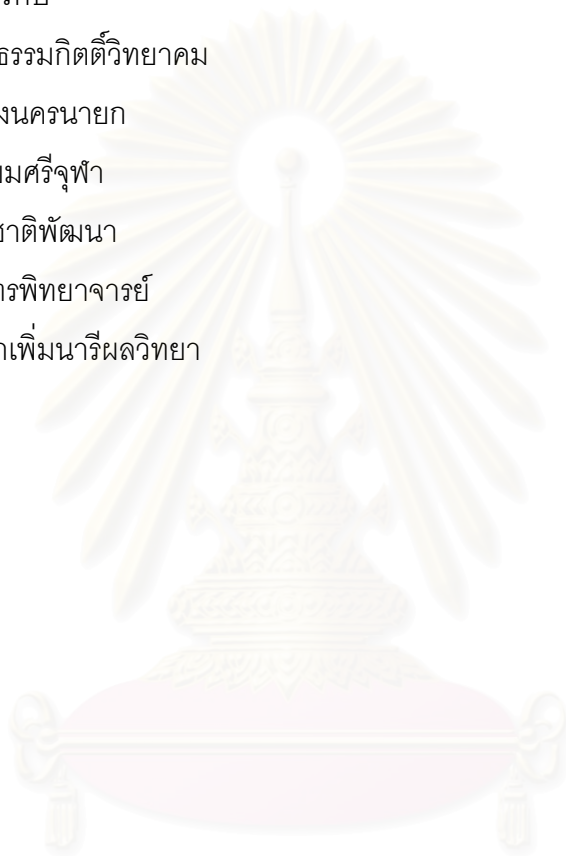 ธรรมกิตติ์วิทยาคม
งนครนายก
มศรีจุฬา
ชาติพัฒนา
ารพิทยาจารย์
เพิ่มนารีผลวิทยา